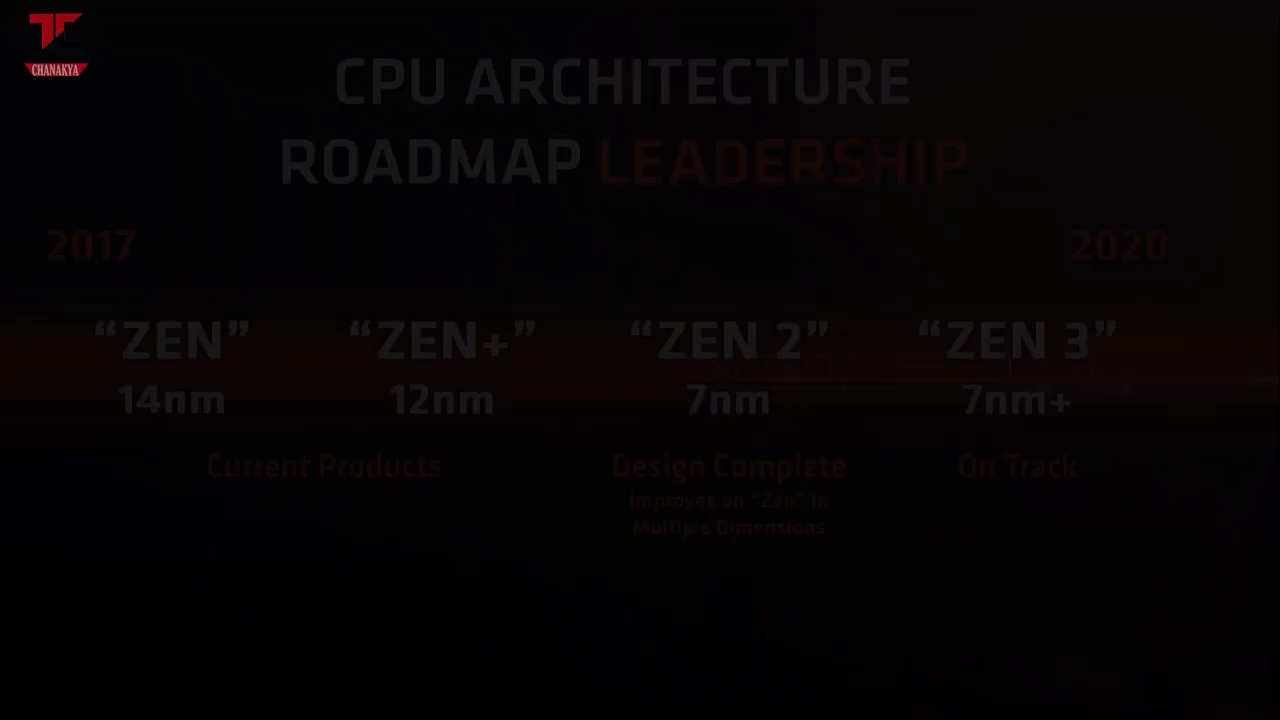 TC
CHANAKYA
CPU ARCHITECTURE
ROADMAP LEADERSHIP
2017 2020
“ZEN” “ZEN+” “ZEN 2” “ZEN 3”
14nm 12nm 7nm 7nm+
Current Products Design Complete On Track
Improves on “Zen” in
Multiple Dimensions